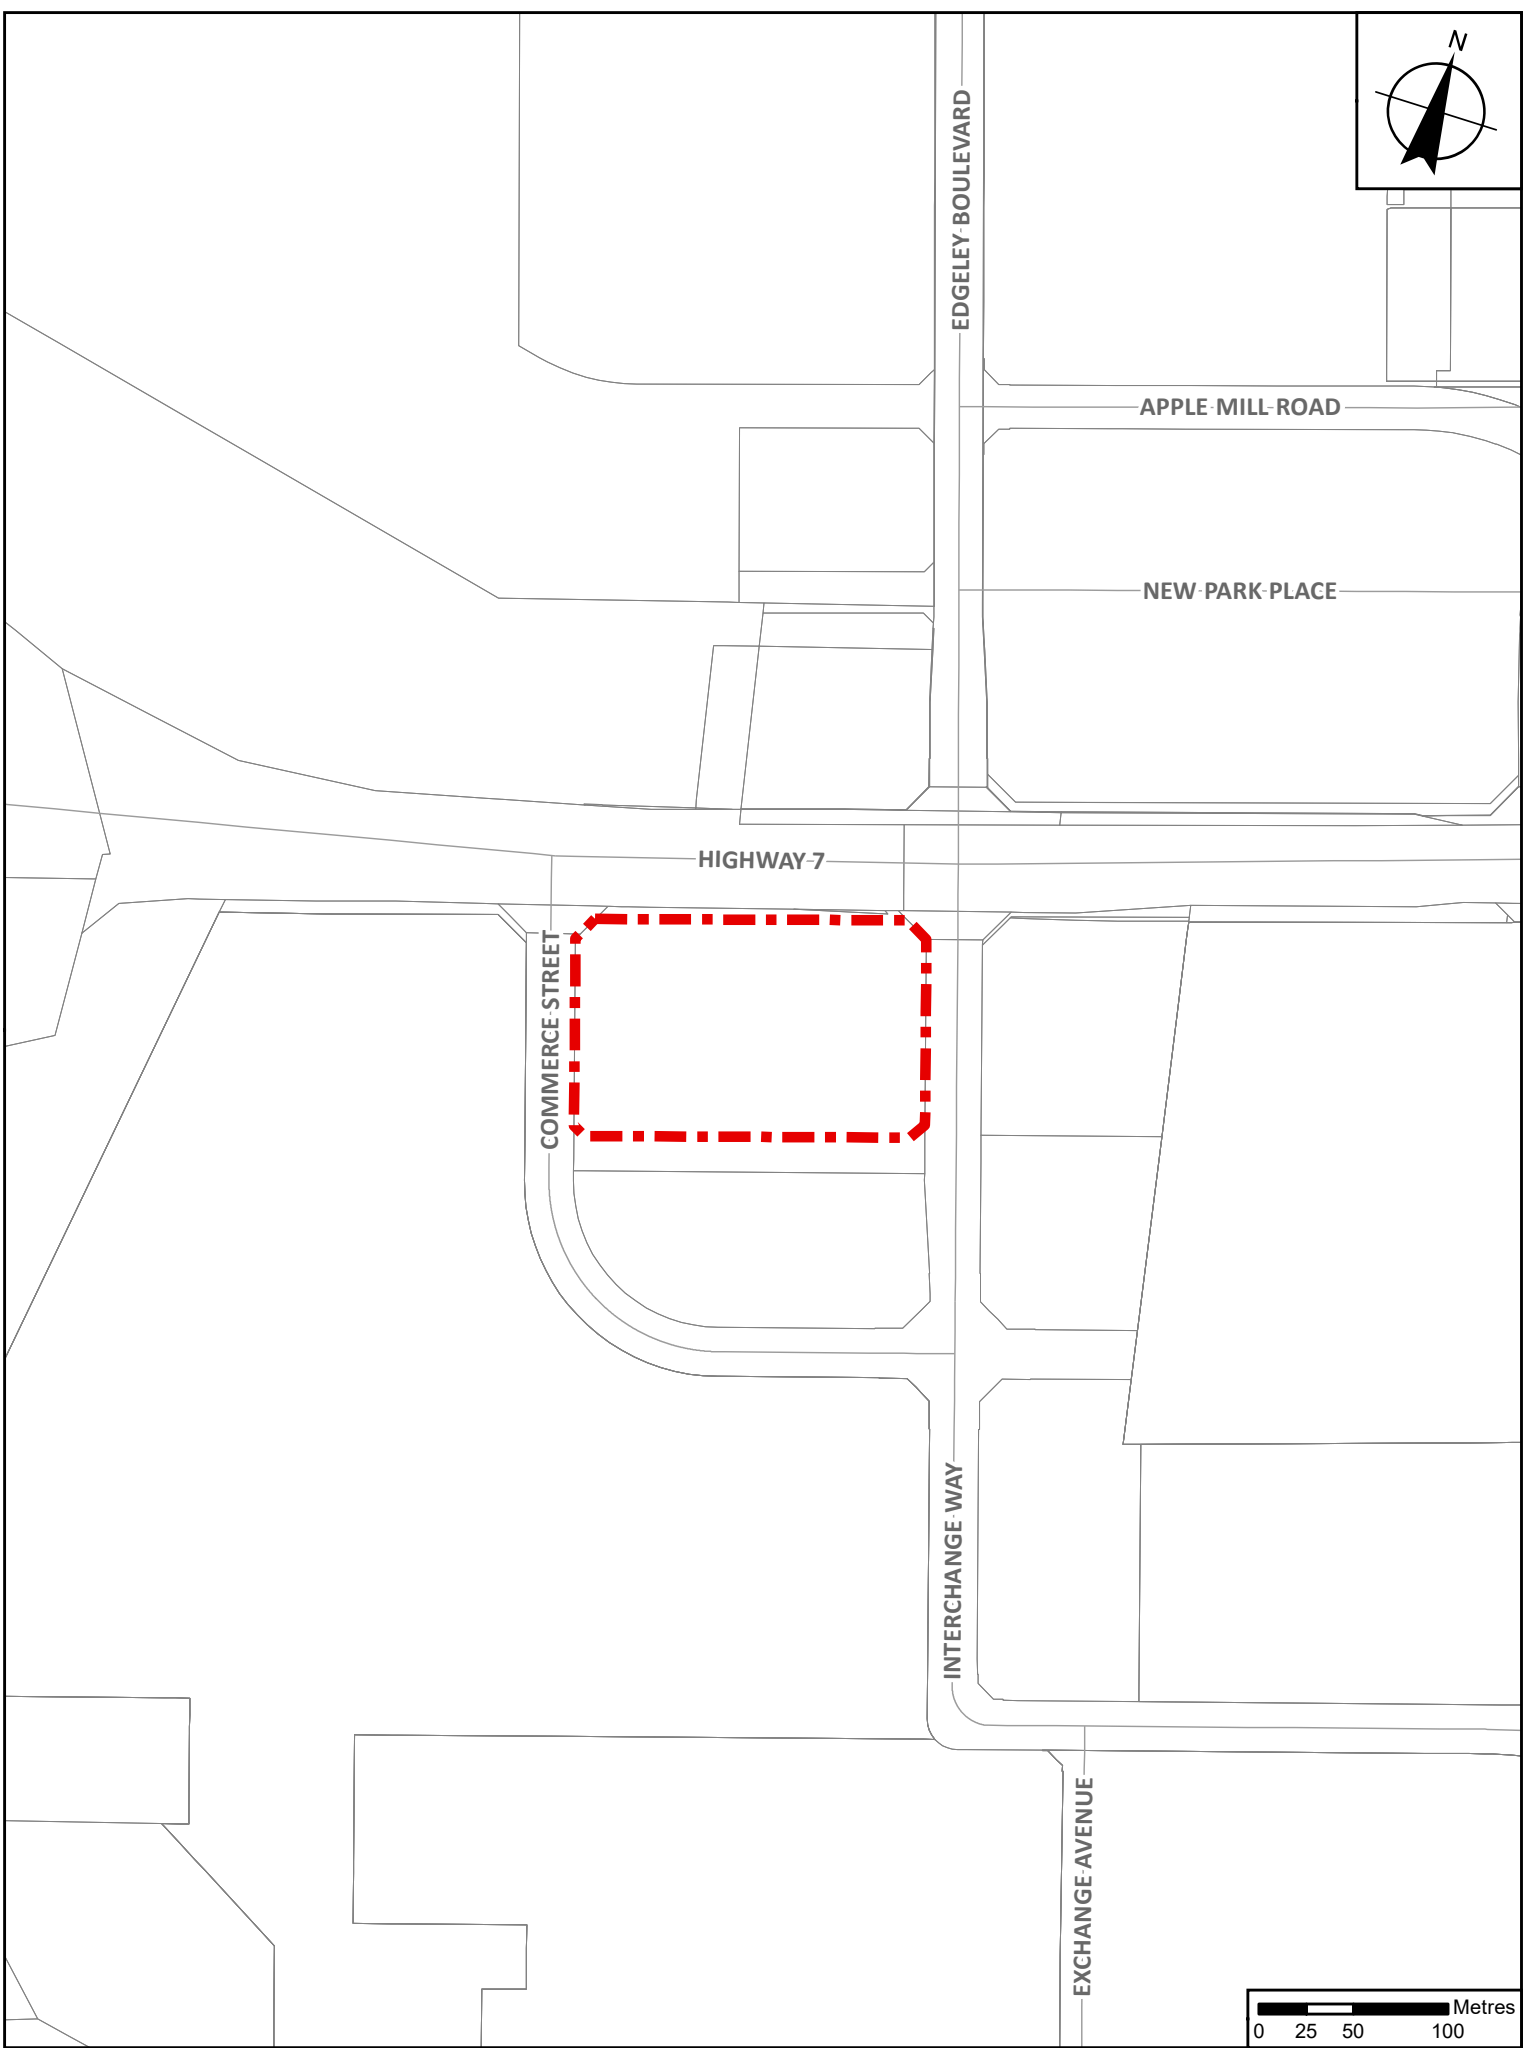 N
EDGELEY BOULEVARD
APPLE MILL ROAD
NEW PARK PLACE
HIGHWAY 7
COMMERCE STREET
INTERCHANGE WAY
EXCHANGE AVENUE
Metres
0 25 50 100